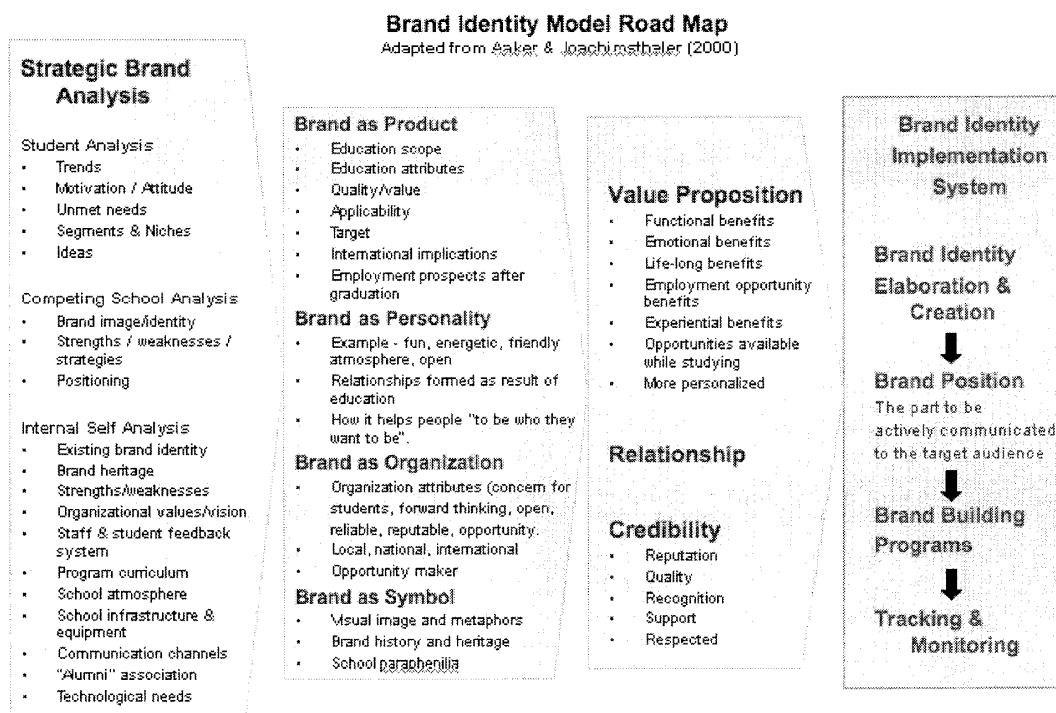 Brand Identity Model Road Map
Adapted from Aaker & Joachimsthaler (2000)
Strategic Brand
Analysis
Student Analysis
• Trends
• Motivation / Attitude
• Unmet needs
• Segments & Niches
• Ideas
Competing School Analysis
• Brand image/identity
• Strengths / weaknesses /
strategies
• Positioning
Internal Self Analysis
• Existing brand identity
• Brand heritage
• Strengths/weaknesses
• Organizational values/vision
• Staff & student feedback
system
• Program curriculum
• School atmosphere
• School infrastructure &
equipment
• Communication channels
• "Alumni" association
• Technological needs
Brand as Product
• Education scope
• Education attributes
• Quality/value
• Applicability
• Target
• International implications
• Employment prospects after
graduation
Brand as Personality
• Example - fun, energetic, friendly
atmosphere, open
• Relationships formed as result of
education
• How it helps people "to be who they
want to be".
Brand as Organization
• Organization attributes (concern for
students, forward thinking, open,
reliable, reputable, opportunity.
• Local, national, international
• Opportunity maker
Brand as Symbol
• Visual image and metaphors
• Brand history and heritage
• School paraphenilia
Value Proposition
• Functional benefits
• Emotional benefits
• Life-long benefits
• Employment opportunity
benefits
• Experiential benefits
• Opportunities available
while studying
• More personalized
Relationship
Credibility
• Reputation
• Quality
• Recognition
• Support
• Respected
Brand Identity
Implementation
System
Brand Identity
Elaboration &
Creation
Brand Position
The part to be
actively communicated
to the target audience
Brand Building
Programs
Tracking &
Monitoring